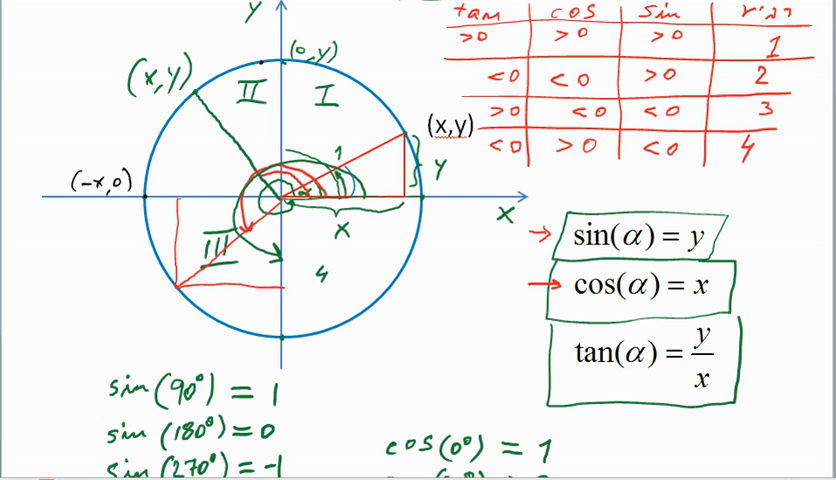 y
tan cos sin רביע
>0 >0 >0 1
<0 <0 >0 2
>0 <0 <0 3
<0 >0 <0 4
(0,y)
(x,y)
II I
(x,y)
1
y
(-x,0)
α
x
x
III
4
sin(α) = y
cos(α) = x
tan(α) = y/x
sin(90°) = 1
sin(180°) = 0
sin(270°) = -1
cos(0°) = 1